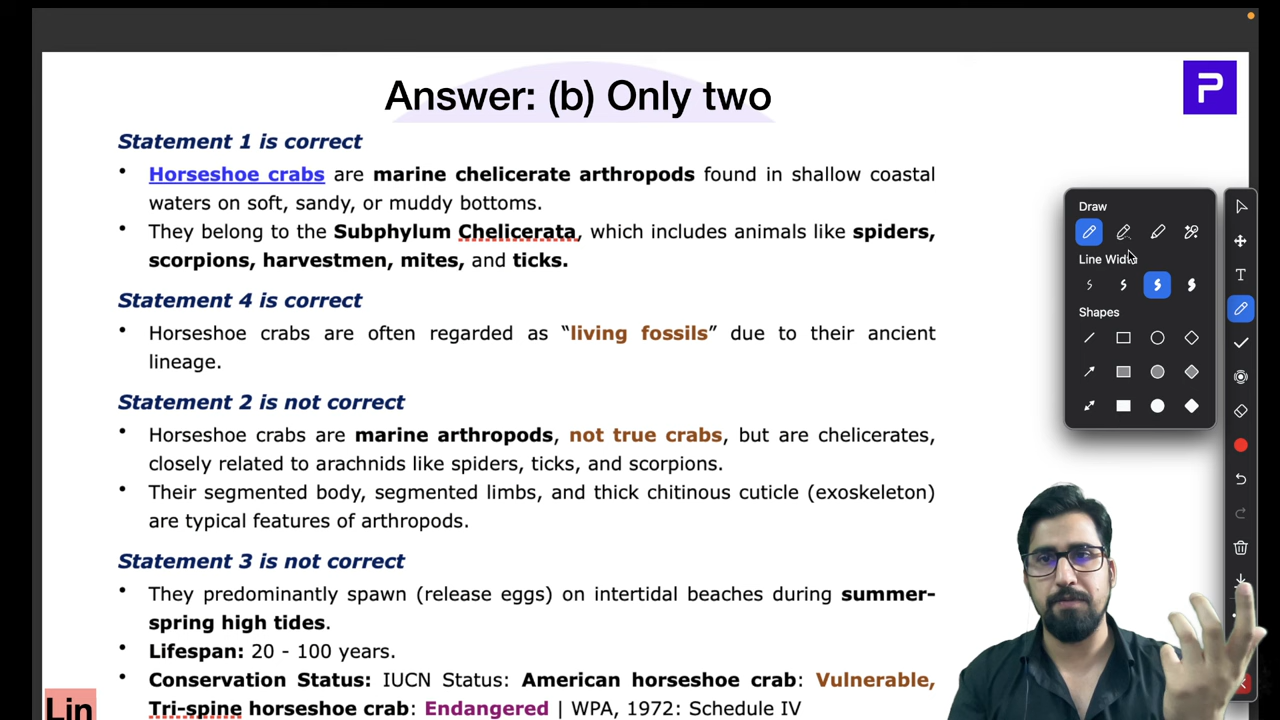 Answer: (b) Only two
Statement 1 is correct
• Horseshoe crabs are marine chelicerate arthropods found in shallow coastal
waters on soft, sandy, or muddy bottoms.
• They belong to the Subphylum Chelicerata, which includes animals like spiders,
scorpions, harvestmen, mites, and ticks.
Statement 4 is correct
• Horseshoe crabs are often regarded as “living fossils” due to their ancient
lineage.
Statement 2 is not correct
• Horseshoe crabs are marine arthropods, not true crabs, but are chelicerates,
closely related to arachnids like spiders, ticks, and scorpions.
• Their segmented body, segmented limbs, and thick chitinous cuticle (exoskeleton)
are typical features of arthropods.
Statement 3 is not correct
• They predominantly spawn (release eggs) on intertidal beaches during summer-
spring high tides.
• Lifespan: 20 - 100 years.
• Conservation Status: IUCN Status: American horseshoe crab: Vulnerable,
Tri-spine horseshoe crab: Endangered | WPA, 1972: Schedule IV
Lin
P
Draw
Line Width
Shapes
T